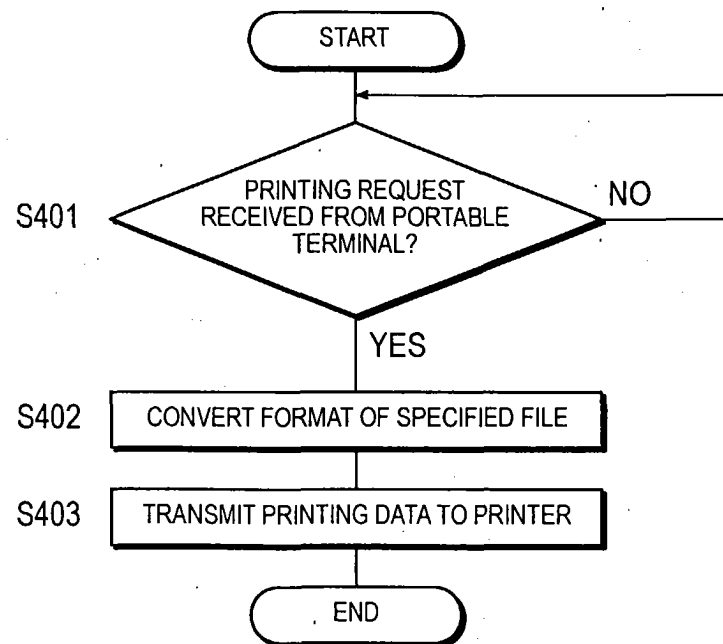 START
S401
PRINTING REQUEST
RECEIVED FROM PORTABLE
TERMINAL?
NO
YES
S402
CONVERT FORMAT OF SPECIFIED FILE
S403
TRANSMIT PRINTING DATA TO PRINTER
END